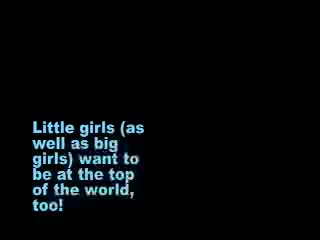 Little girls (as
well as big
girls) want to
be at the top
of the world,
too!